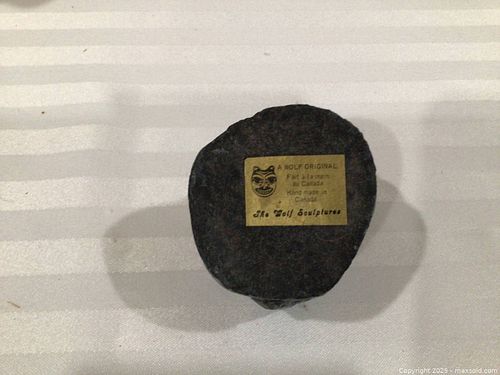 A WOLF ORIGINAL
Fait à la main
au Canada
Hand made in
Canada
The Wolf Sculptures
Copyright 2025 - maxsold.com